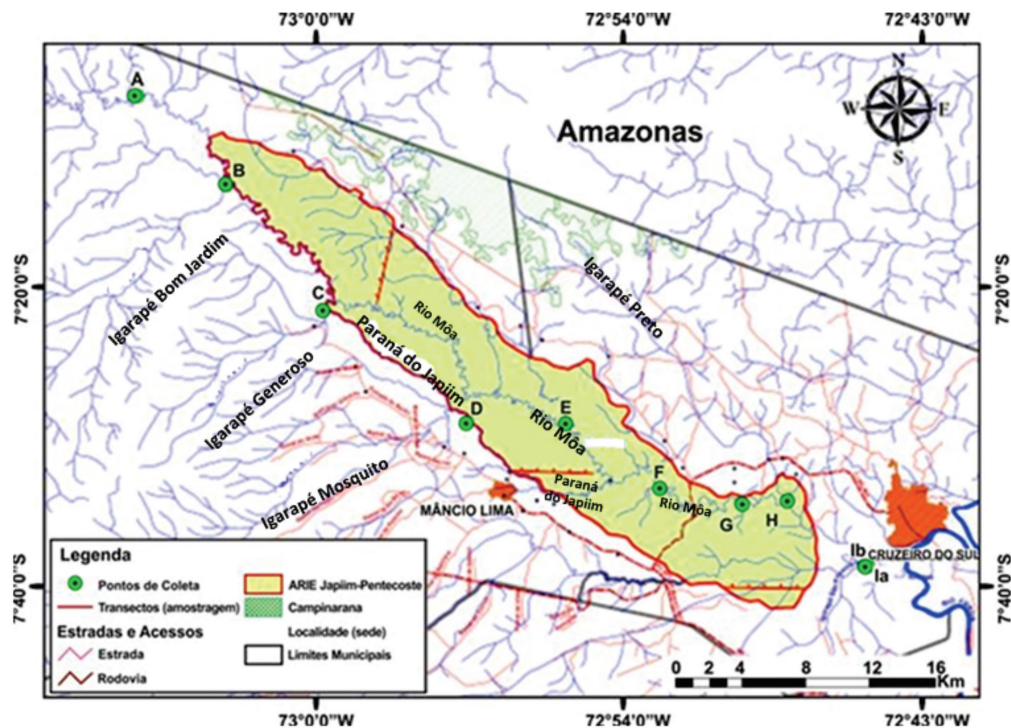 73°0'0"W 72°54'0"W 72°43'0"W
A
N
W E
S
Amazonas
B
7°20'0"S
7°20'0"S
Igarapé Bom Jardim
Igarapé Preto
C
Rio Môa
Paraná do Japiim
Igarapé Generoso
D
E
Rio Môa
Igarapé Mosquito
F
Paraná
do Japiim
Rio Môa
G
H
MÂNCIO LIMA
Ib
CRUZEIRO DO SUL
Ia
7°40'0"S
7°40'0"S
Legenda
Pontos de Coleta
Transectos (amostragem)
Estradas e Acessos
Estrada
Rodovia
ARIE Japiim-Pentecoste
Campinarana
Localidade (sede)
Limites Municipais
0 2 4 8 12 16
Km
73°0'0"W 72°54'0"W 72°43'0"W